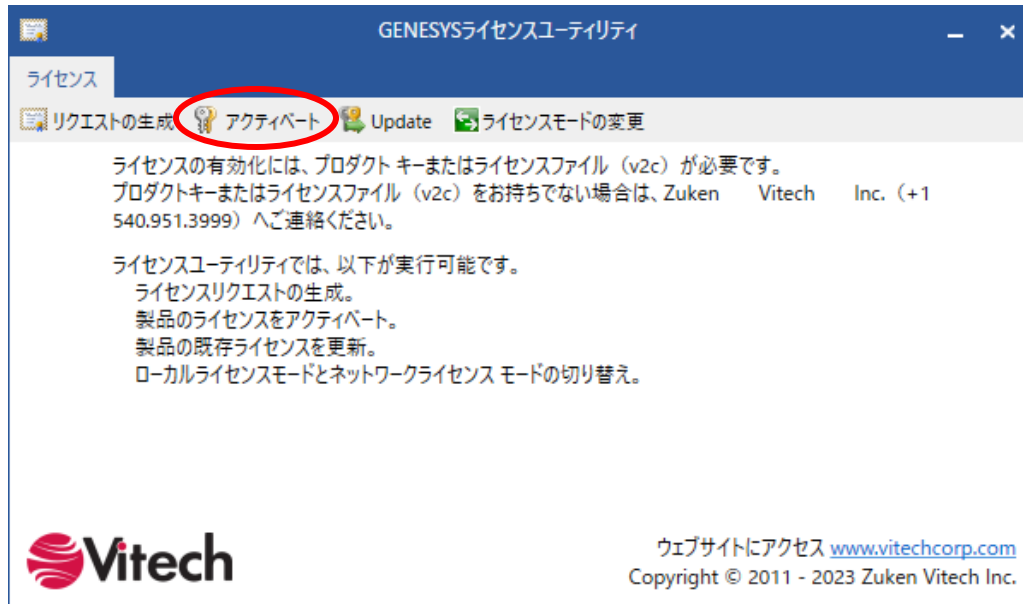 GENESYSライセンスユーティリティ
ライセンス
リクエストの生成 アクティベート Update ライセンスモードの変更
ライセンスの有効化には、プロダクト キーまたはライセンスファイル（v2c）が必要です。
プロダクトキーまたはライセンスファイル（v2c）をお持ちでない場合は、Zuken Vitech Inc.（+1
540.951.3999）へご連絡ください。
ライセンスユーティリティでは、以下が実行可能です。
ライセンスリクエストの生成。
製品のライセンスをアクティベート。
製品の既存ライセンスを更新。
ローカルライセンスモードとネットワークライセンス モードの切り替え。
Vitech
ウェブサイトにアクセス www.vitechcorp.com
Copyright © 2011 - 2023 Zuken Vitech Inc.